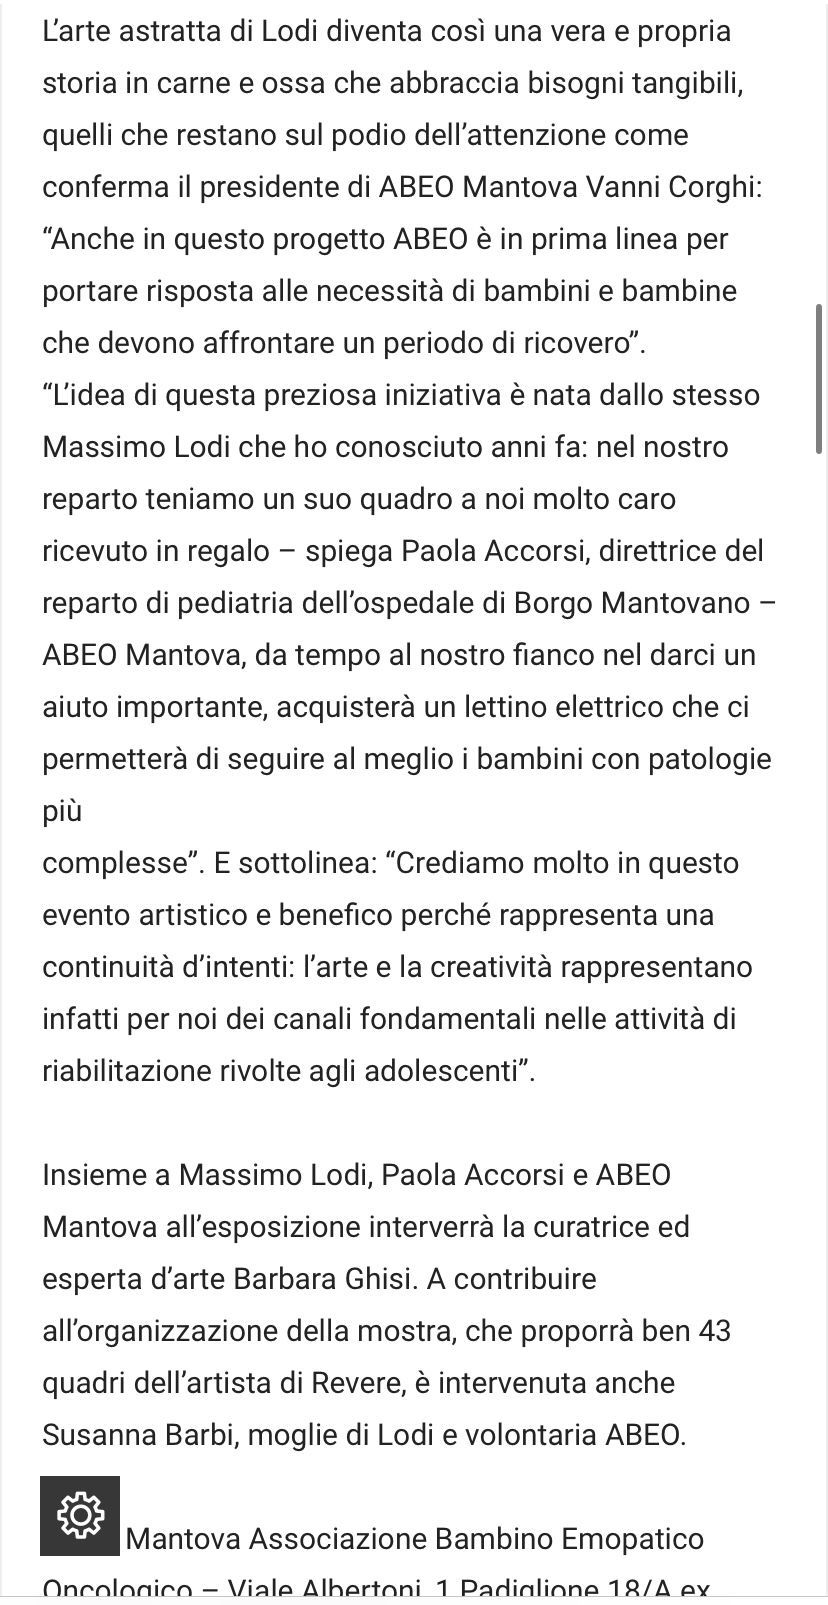 L’arte astratta di Lodi diventa così una vera e propria
storia in carne e ossa che abbraccia bisogni tangibili,
quelli che restano sul podio dell’attenzione come
conferma il presidente di ABEO Mantova Vanni Corghi:
“Anche in questo progetto ABEO è in prima linea per
portare risposta alle necessità di bambini e bambine
che devono affrontare un periodo di ricovero”.
“L’idea di questa preziosa iniziativa è nata dallo stesso
Massimo Lodi che ho conosciuto anni fa: nel nostro
reparto teniamo un suo quadro a noi molto caro
ricevuto in regalo – spiega Paola Accorsi, direttrice del
reparto di pediatria dell’ospedale di Borgo Mantovano –
ABEO Mantova, da tempo al nostro fianco nel darci un
aiuto importante, acquisterà un lettino elettrico che ci
permetterà di seguire al meglio i bambini con patologie
più
complesse”. E sottolinea: “Crediamo molto in questo
evento artistico e benefico perché rappresenta una
continuità d’intenti: l’arte e la creatività rappresentano
infatti per noi dei canali fondamentali nelle attività di
riabilitazione rivolte agli adolescenti”.
Insieme a Massimo Lodi, Paola Accorsi e ABEO
Mantova all’esposizione interverrà la curatrice ed
esperta d’arte Barbara Ghisi. A contribuire
all’organizzazione della mostra, che proporrà ben 43
quadri dell’artista di Revere, è intervenuta anche
Susanna Barbi, moglie di Lodi e volontaria ABEO.
Mantova Associazione Bambino Emopatico
Oncologico – Viale Albertoni, 1 Padiglione 18/A ex